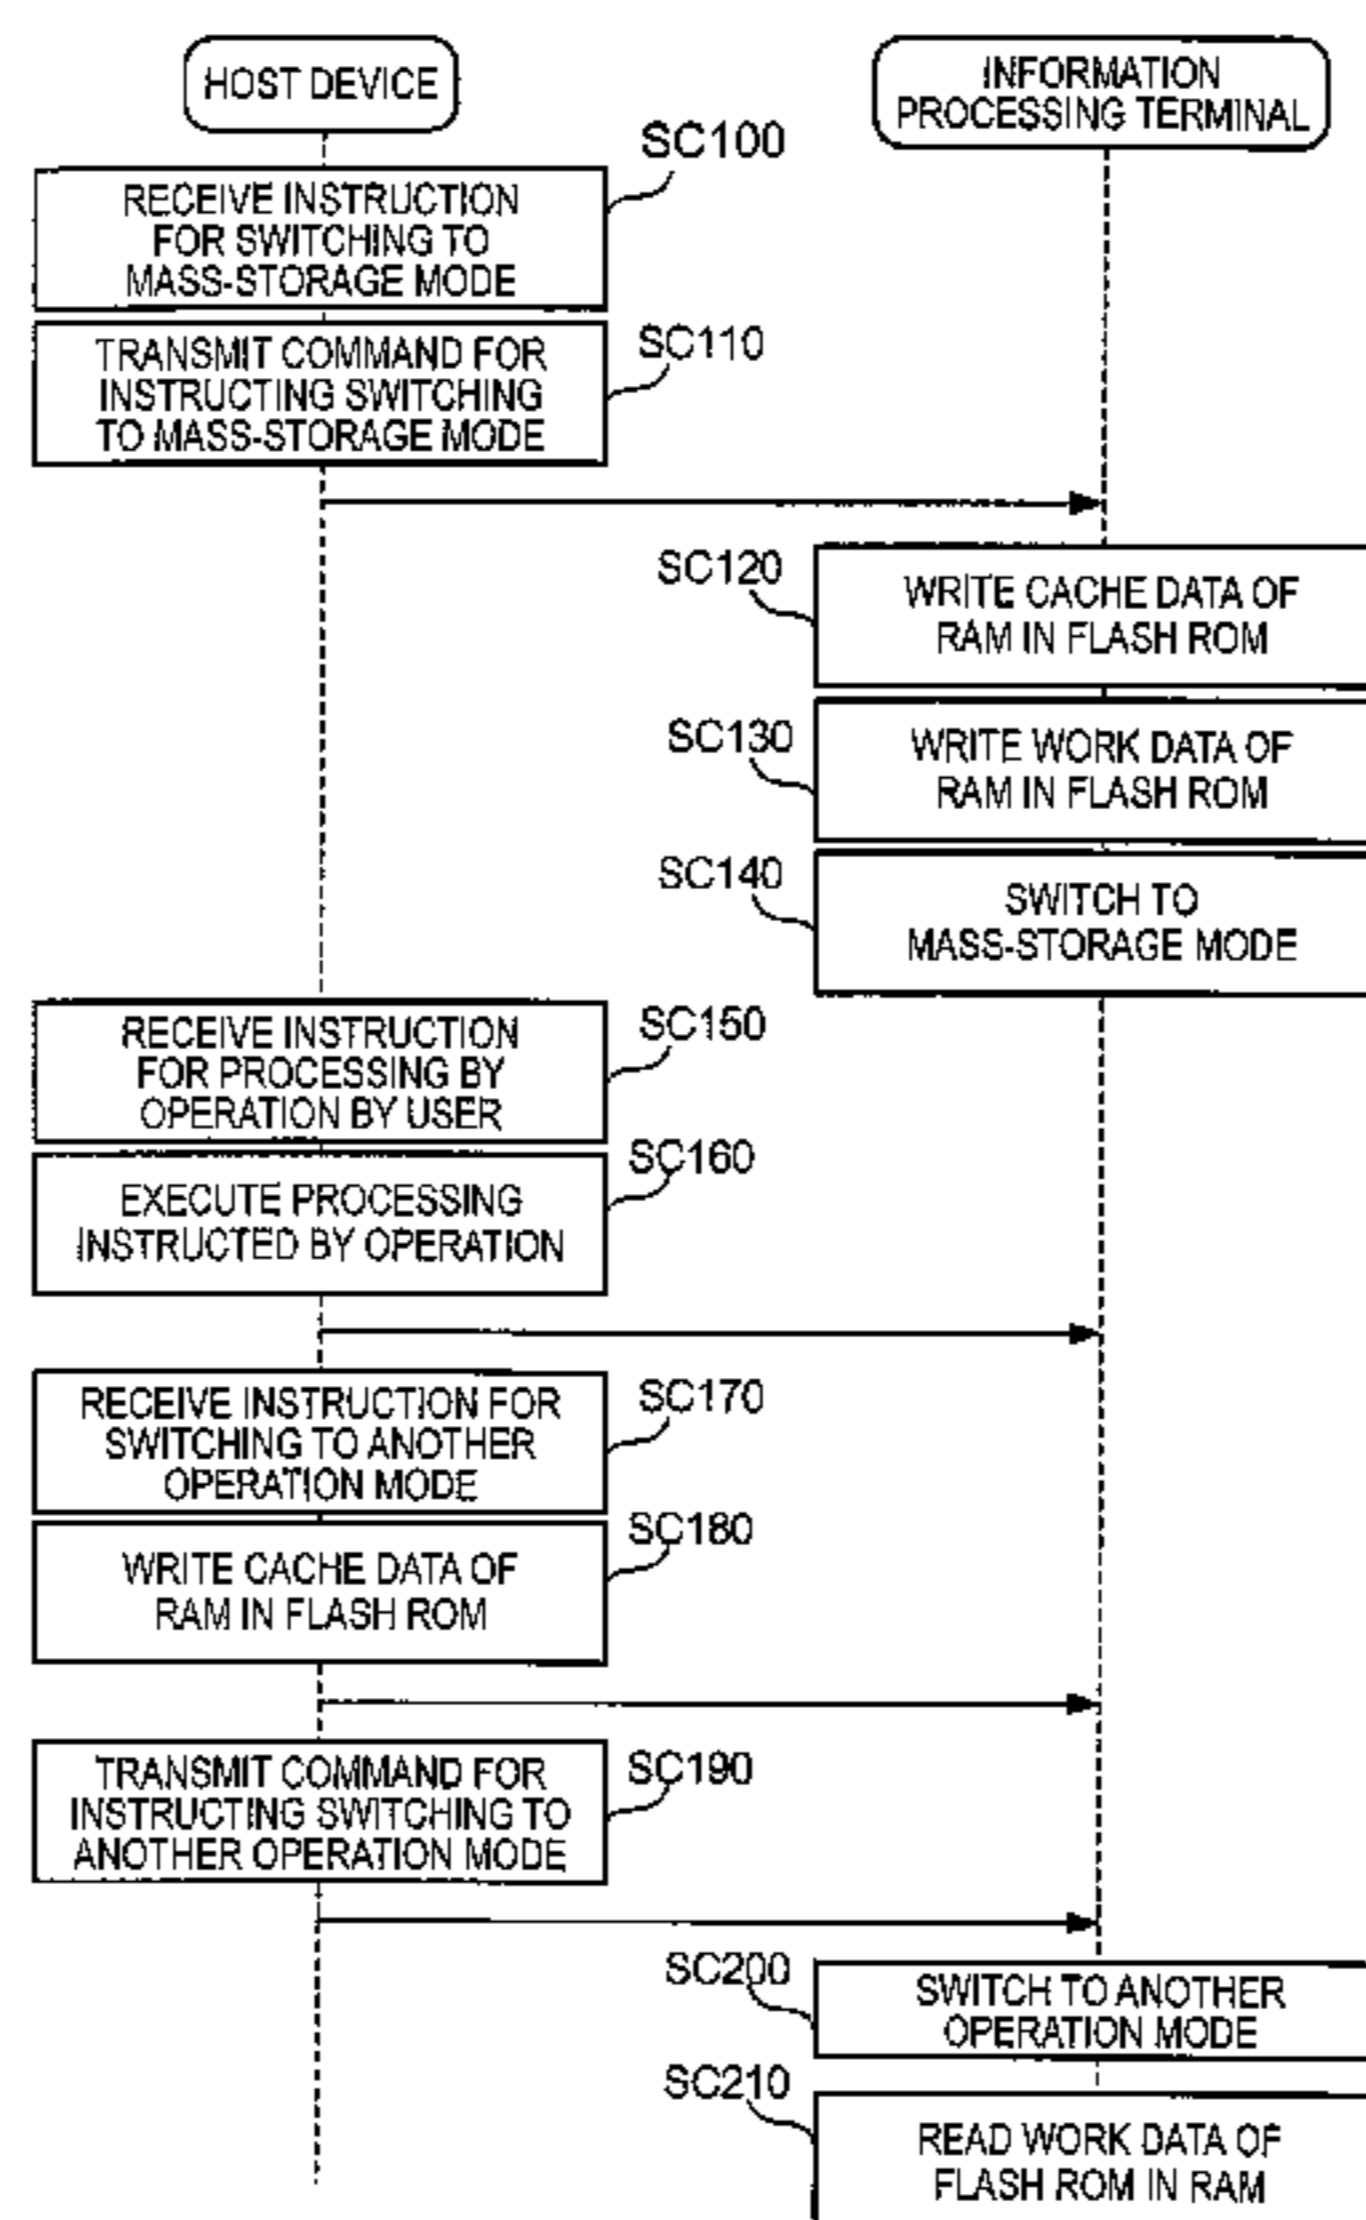 HOST DEVICE
INFORMATION
PROCESSING TERMINAL
SC100
RECEIVE INSTRUCTION
FOR SWITCHING TO
MASS-STORAGE MODE
SC110
TRANSMIT COMMAND FOR
INSTRUCTING SWITCHING
TO MASS-STORAGE MODE
SC120
WRITE CACHE DATA OF
RAM IN FLASH ROM
SC130
WRITE WORK DATA OF
RAM IN FLASH ROM
SC140
SWITCH TO
MASS-STORAGE MODE
SC150
RECEIVE INSTRUCTION
FOR PROCESSING BY
OPERATION BY USER
SC160
EXECUTE PROCESSING
INSTRUCTED BY OPERATION
SC170
RECEIVE INSTRUCTION FOR
SWITCHING TO ANOTHER
OPERATION MODE
SC180
WRITE CACHE DATA OF
RAM IN FLASH ROM
SC190
TRANSMIT COMMAND FOR
INSTRUCTING SWITCHING TO
ANOTHER OPERATION MODE
SC200
SWITCH TO ANOTHER
OPERATION MODE
SC210
READ WORK DATA OF
FLASH ROM IN RAM